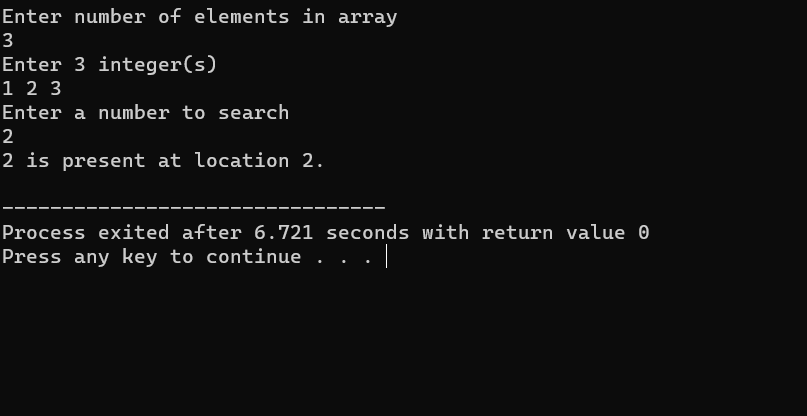 Enter number of elements in array
3
Enter 3 integer(s)
1 2 3
Enter a number to search
2
2 is present at location 2.
--------------------------------
Process exited after 6.721 seconds with return value 0
Press any key to continue . . .